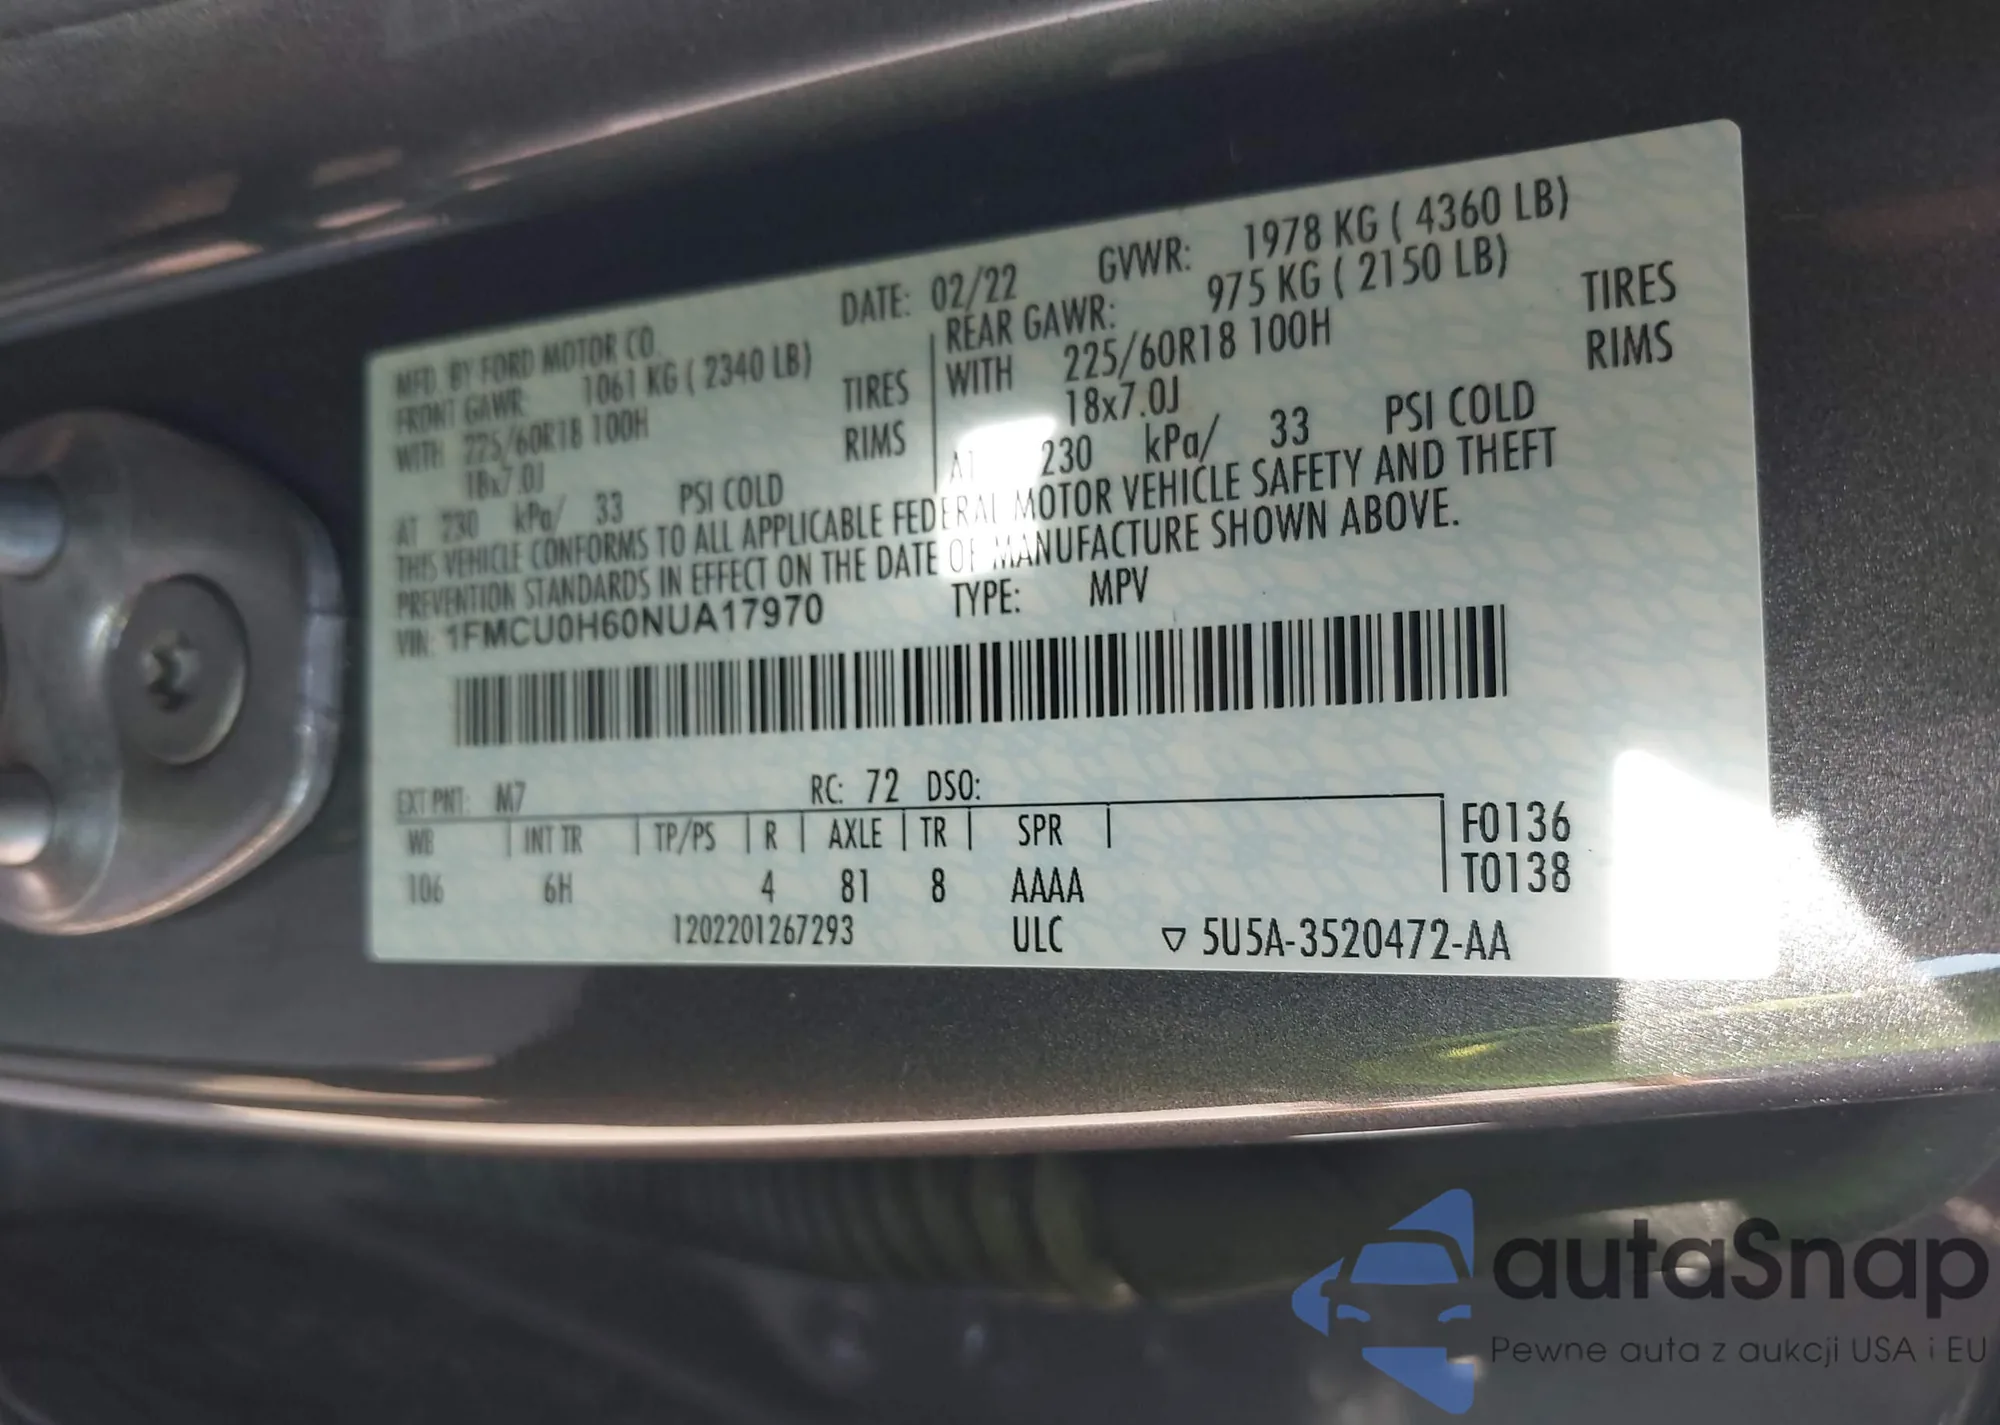 MFD. BY FORD MOTOR CO. DATE: 02/22 GVWR: 1978 KG ( 4360 LB)
FRONT GAWR: 1061 KG ( 2340 LB) REAR GAWR: 975 KG ( 2150 LB)
WITH 225/60R18 100H TIRES WITH 225/60R18 100H TIRES
18x7.0J RIMS 18x7.0J RIMS
AT 230 kPa/ 33 PSI COLD AT 230 kPa/ 33 PSI COLD
THIS VEHICLE CONFORMS TO ALL APPLICABLE FEDERAL MOTOR VEHICLE SAFETY AND THEFT
PREVENTION STANDARDS IN EFFECT ON THE DATE OF MANUFACTURE SHOWN ABOVE.
VIN: 1FMCU0H60NUA17970 TYPE: MPV
EXT PNT: M7 RC: 72 DSO:
WB | INT TR | TP/PS | R | AXLE | TR | SPR | F0136
106 6H 4 81 8 AAAA T0138
1202201267293 ULC ▽ 5U5A-3520472-AA
autaSnap
Pewne auta z aukcji USA i EU